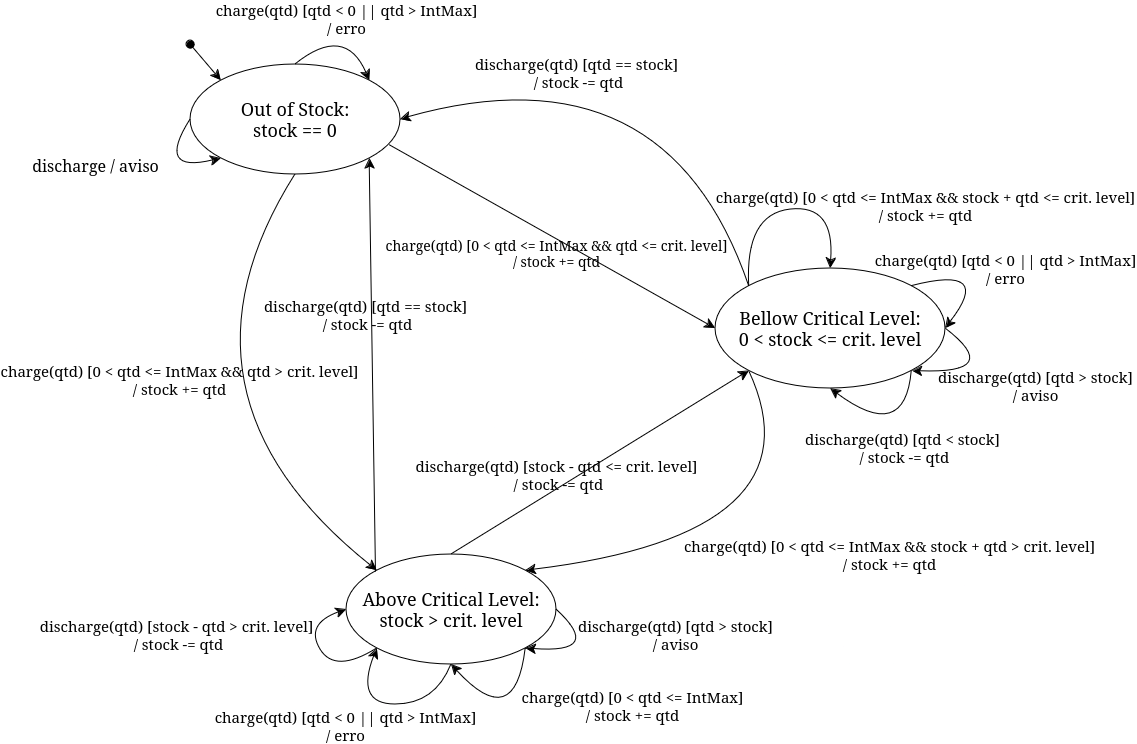 charge(qtd) [qtd < 0 || qtd > IntMax]
/ erro
discharge(qtd) [qtd == stock]
/ stock -= qtd
Out of Stock:
stock == 0
discharge / aviso
charge(qtd) [0 < qtd <= IntMax && stock + qtd <= crit. level]
/ stock += qtd
charge(qtd) [0 < qtd <= IntMax && qtd <= crit. level]
/ stock += qtd
charge(qtd) [qtd < 0 || qtd > IntMax]
/ erro
discharge(qtd) [qtd == stock]
/ stock -= qtd
Bellow Critical Level:
0 < stock <= crit. level
charge(qtd) [0 < qtd <= IntMax && qtd > crit. level]
/ stock += qtd
discharge(qtd) [qtd > stock]
/ aviso
discharge(qtd) [qtd < stock]
/ stock -= qtd
discharge(qtd) [stock - qtd <= crit. level]
/ stock -= qtd
charge(qtd) [0 < qtd <= IntMax && stock + qtd > crit. level]
/ stock += qtd
Above Critical Level:
stock > crit. level
discharge(qtd) [stock - qtd > crit. level]
/ stock -= qtd
discharge(qtd) [qtd > stock]
/ aviso
charge(qtd) [0 < qtd <= IntMax]
/ stock += qtd
charge(qtd) [qtd < 0 || qtd > IntMax]
/ erro